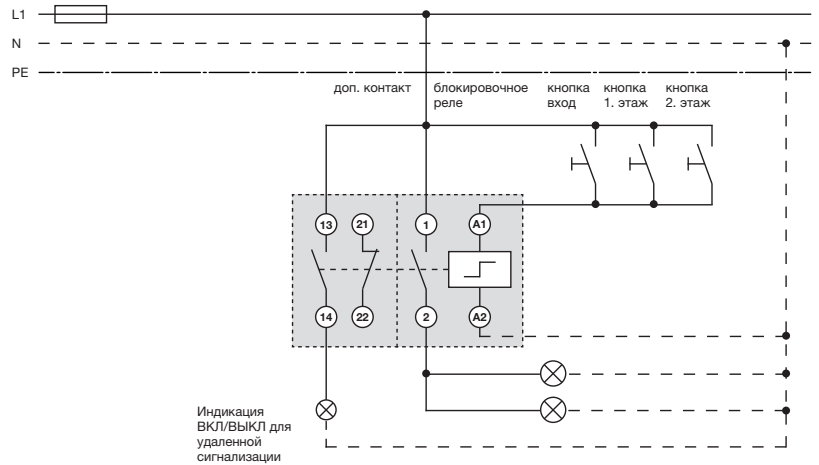 L1
N
PE
доп. контакт
блокировочное
реле
кнопка
вход
кнопка
1. этаж
кнопка
2. этаж
13
21
1
A1
14
22
2
A2
Индикация
ВКЛ/ВЫКЛ для
удаленной
сигнализации